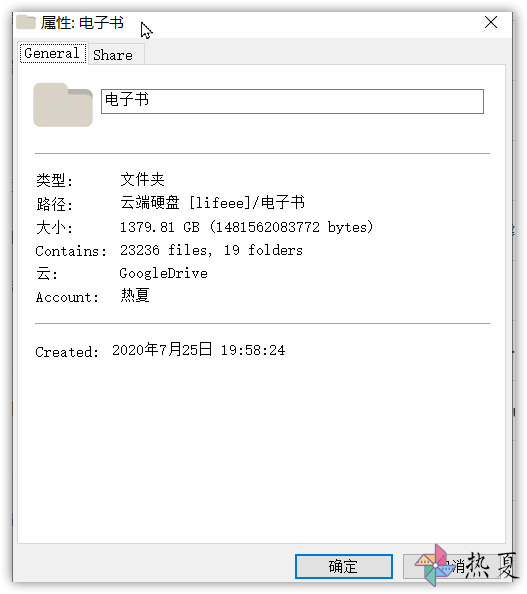 属性: 电子书
General Share
电子书
类型: 文件夹
路径: 云端硬盘 [lifeee]/电子书
大小: 1379.81 GB (1481562083772 bytes)
Contains: 23236 files, 19 folders
云: GoogleDrive
Account: 热夏
Created: 2020年7月25日 19:58:24
确定 消 热夏